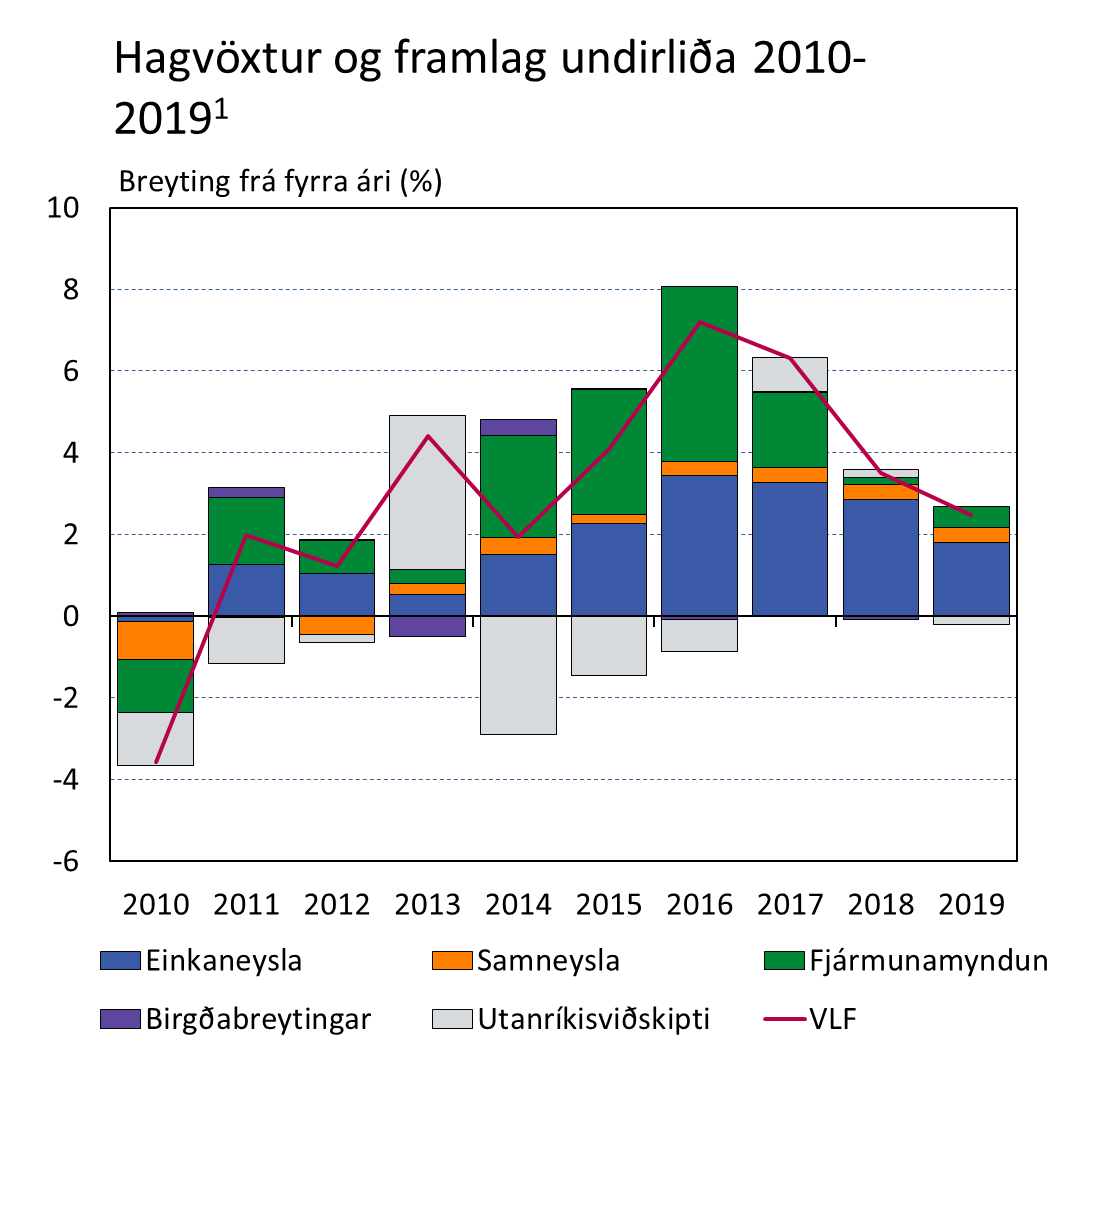 Hagvöxtur og framlag undirliða 2010-
2019¹
Breyting frá fyrra ári (%)
10
8
6
4
2
0
-2
-4
-6
2010 2011 2012 2013 2014 2015 2016 2017 2018 2019
Einkaneysla Samneysla Fjármunamyndun
Birgðabreytingar Utanríkisviðskipti VLF